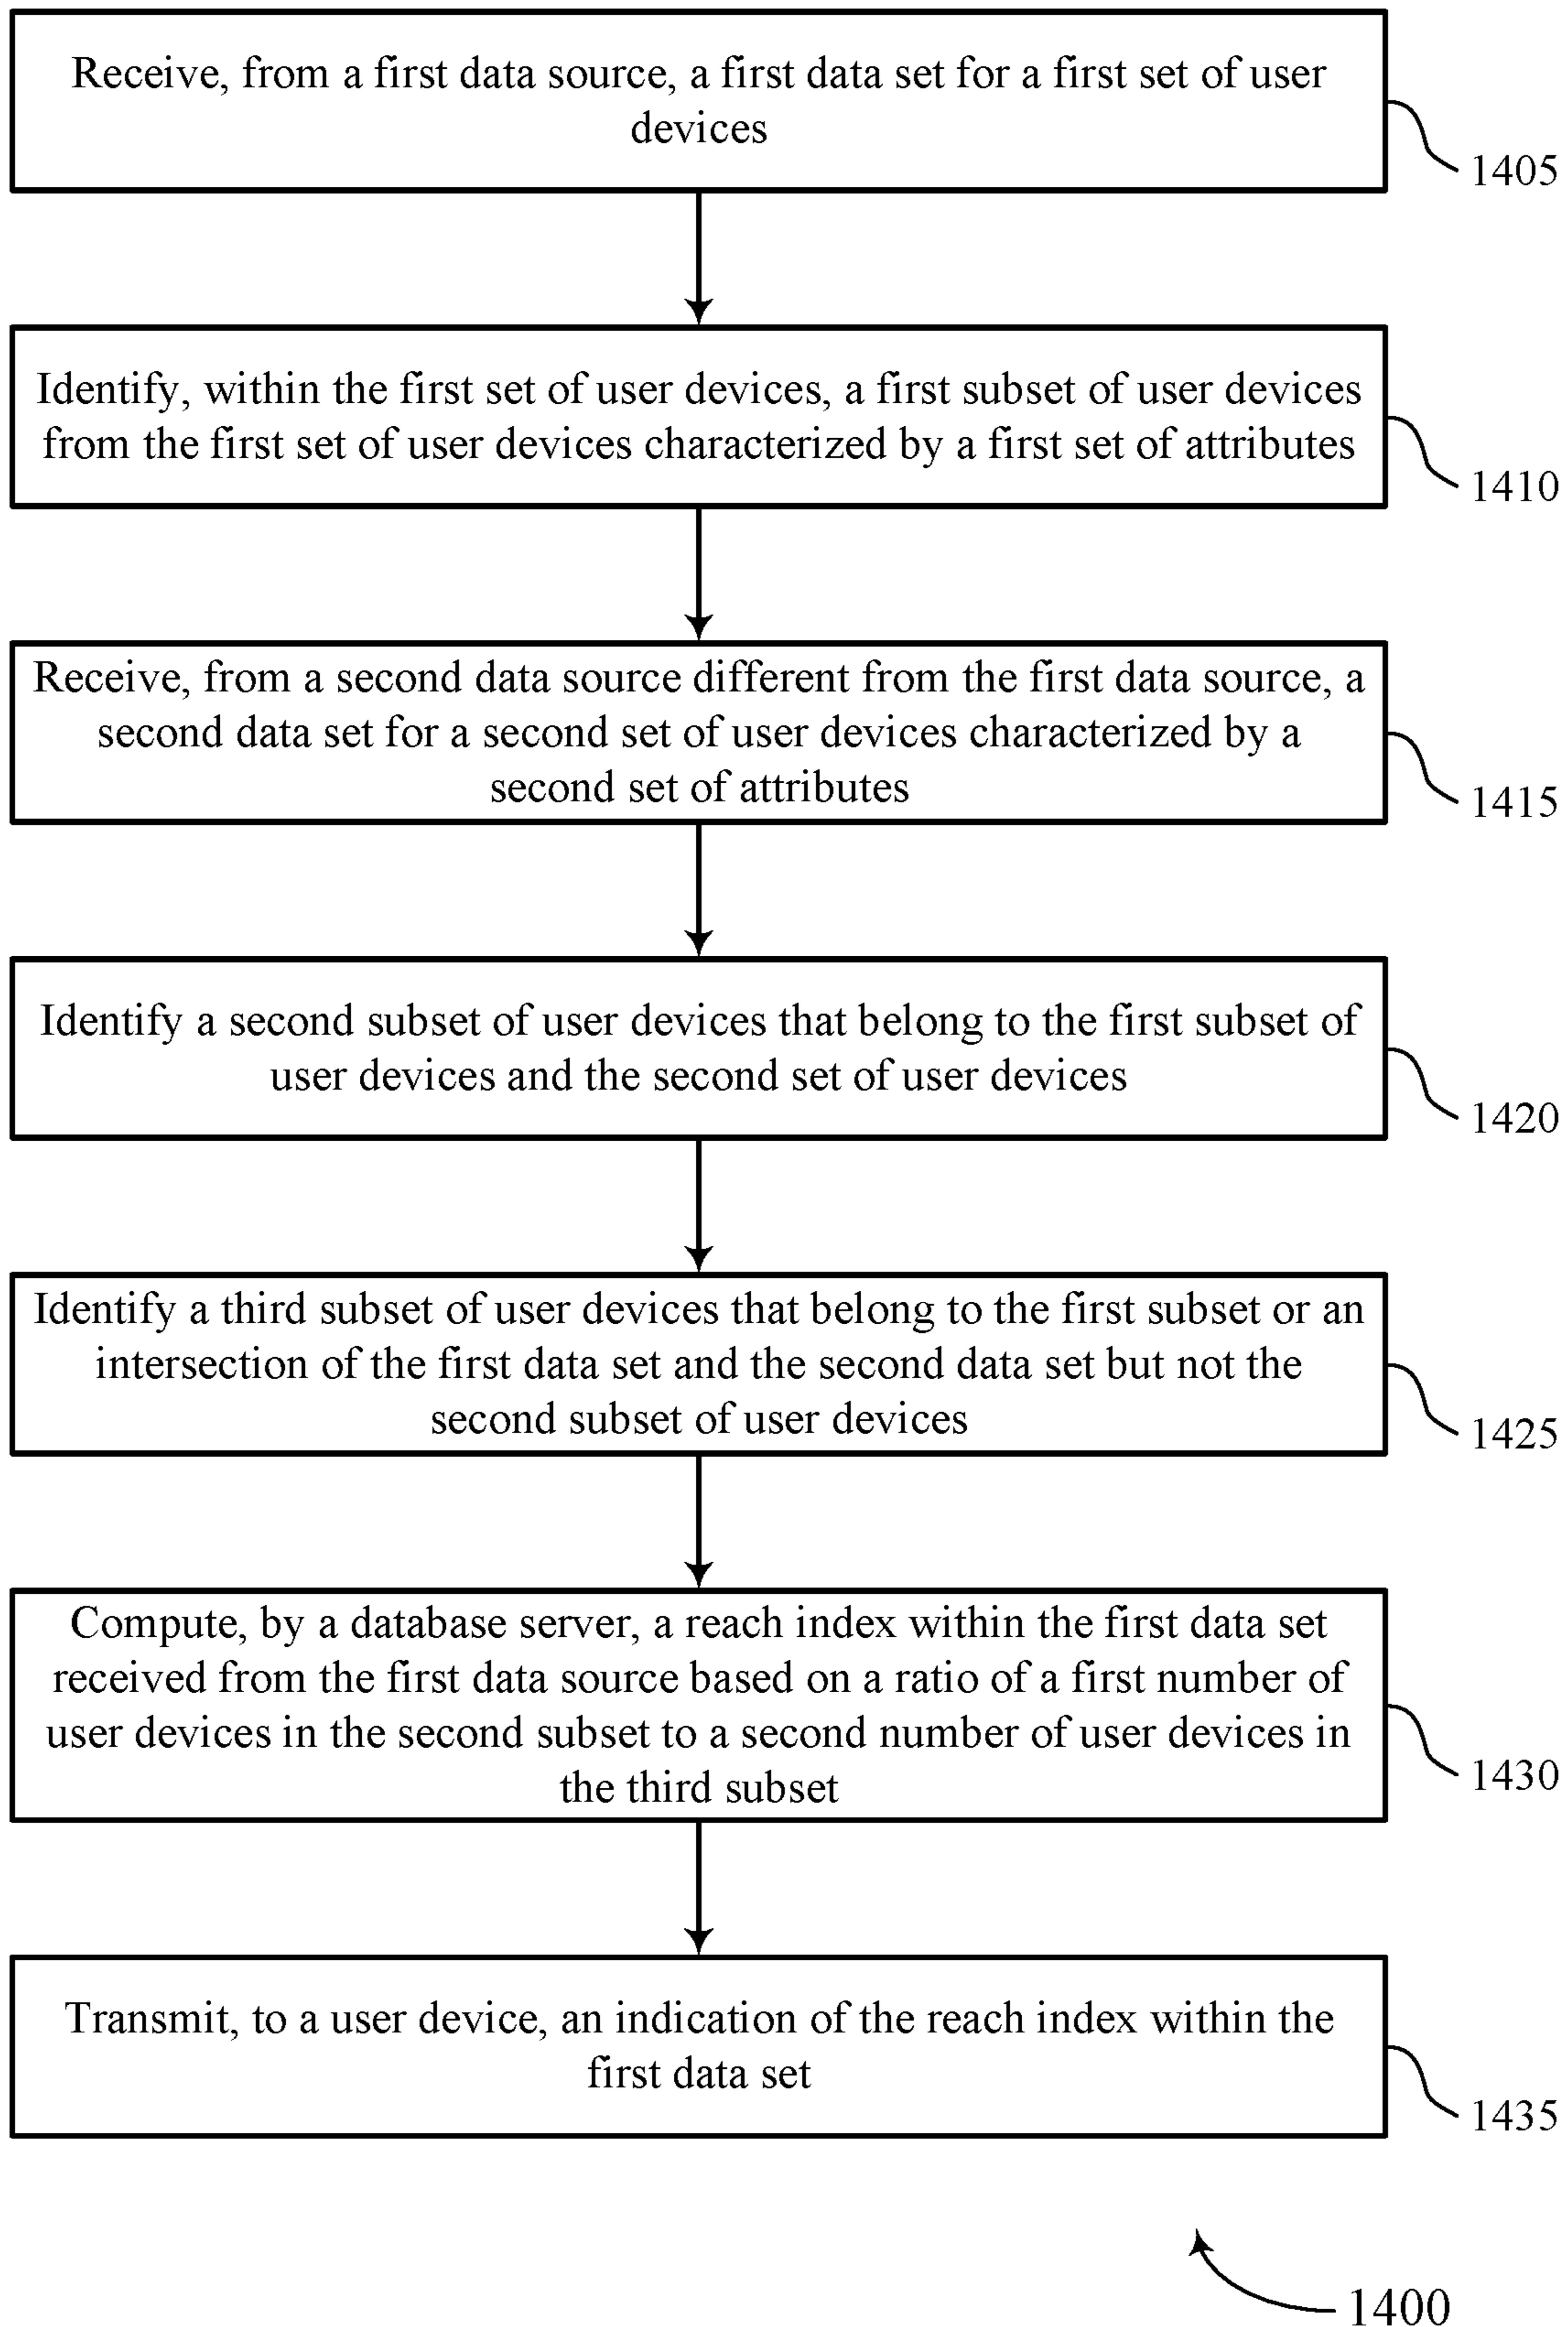 Receive, from a first data source, a first data set for a first set of user
devices
1405
Identify, within the first set of user devices, a first subset of user devices
from the first set of user devices characterized by a first set of attributes
1410
Receive, from a second data source different from the first data source, a
second data set for a second set of user devices characterized by a
second set of attributes
1415
Identify a second subset of user devices that belong to the first subset of
user devices and the second set of user devices
1420
Identify a third subset of user devices that belong to the first subset or an
intersection of the first data set and the second data set but not the
second subset of user devices
1425
Compute, by a database server, a reach index within the first data set
received from the first data source based on a ratio of a first number of
user devices in the second subset to a second number of user devices in
the third subset
1430
Transmit, to a user device, an indication of the reach index within the
first data set
1435
1400